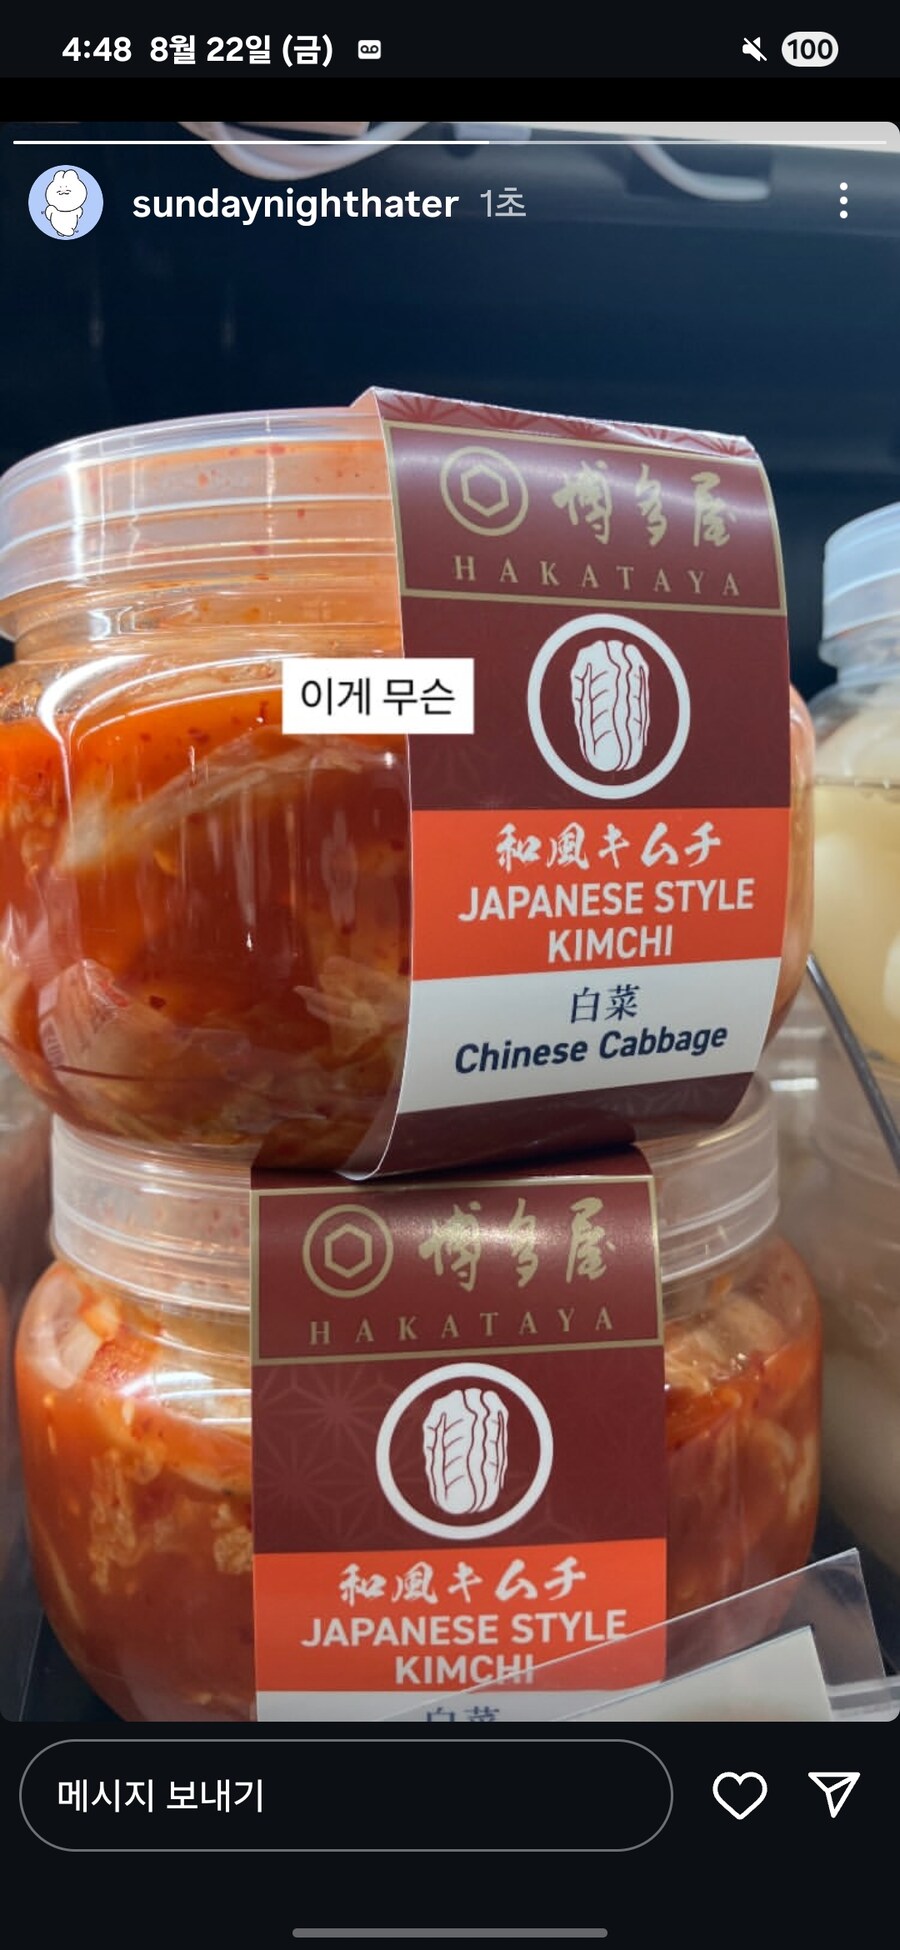 4:48 8월 22일 (금)
100
sundaynighthater 1초
博多屋
HAKATAYA
이게 무슨
和風キムチ
JAPANESE STYLE
KIMCHI
白菜
Chinese Cabbage
博多屋
HAKATAYA
和風キムチ
JAPANESE STYLE
KIMCHI
白菜
메시지 보내기